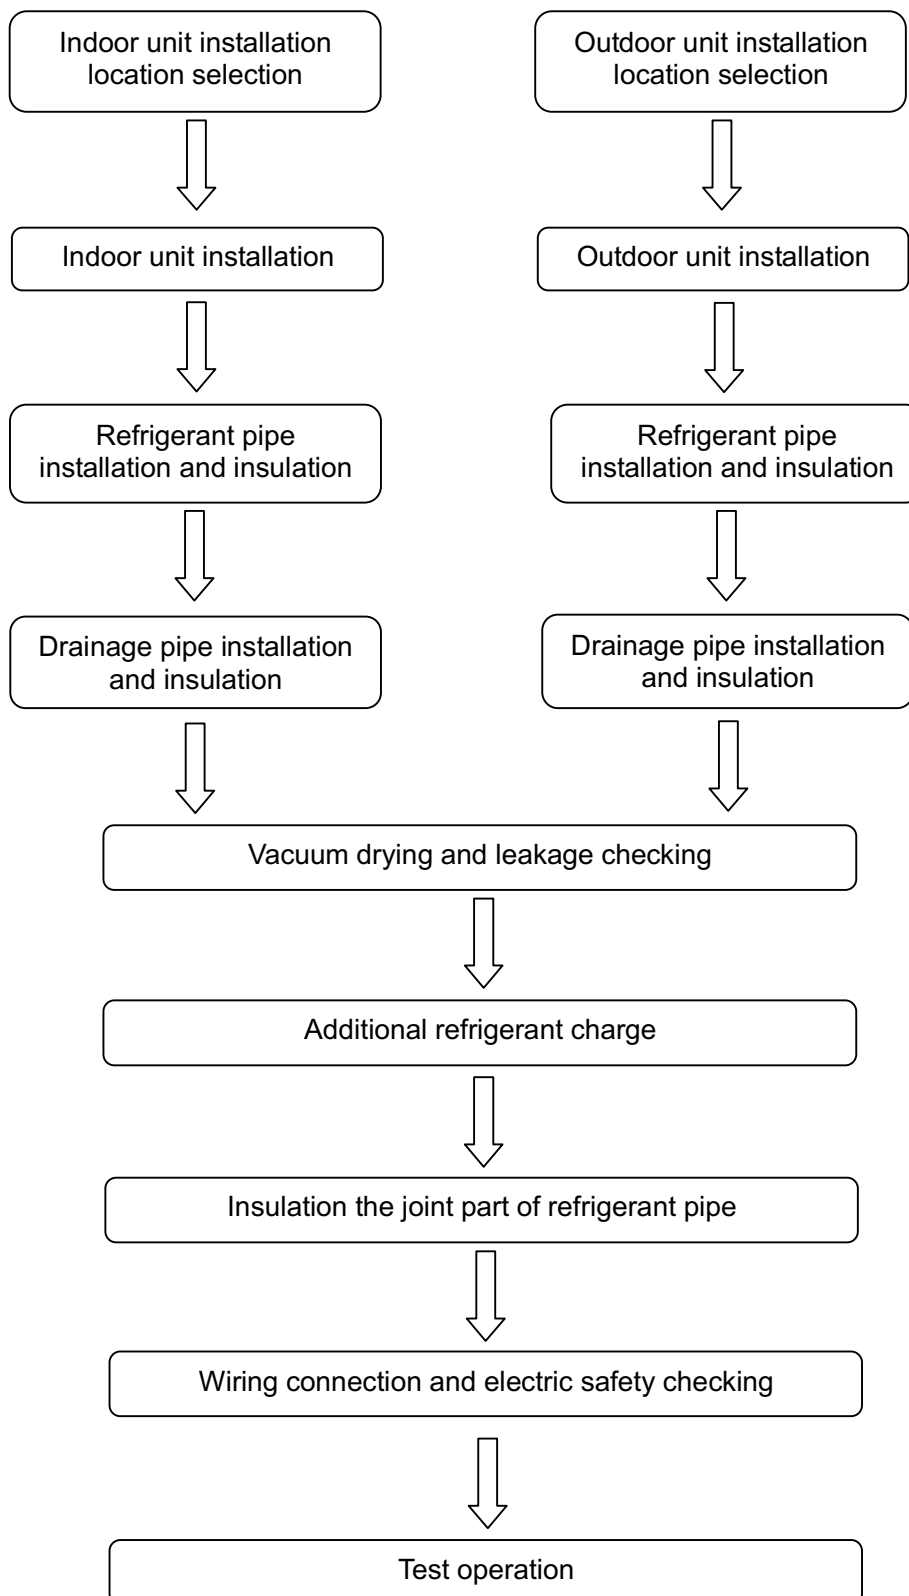 Indoor unit installation
location selection
Outdoor unit installation
location selection
Indoor unit installation
Outdoor unit installation
Refrigerant pipe
installation and insulation
Refrigerant pipe
installation and insulation
Drainage pipe installation
and insulation
Drainage pipe installation
and insulation
Vacuum drying and leakage checking
Additional refrigerant charge
Insulation the joint part of refrigerant pipe
Wiring connection and electric safety checking
Test operation